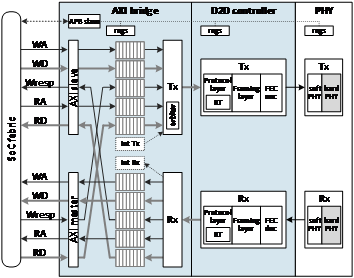 AXI bridge
D2D controller
PHY
APB slave
regs
regs
regs
WA
WD
Wresp
RA
RD
AXI slave
Tx
arbiter
Tx
Protocol layer
RT
Framing layer
FEC enc
Tx
soft PHY
hard PHY
SoC fabric
Int Tx
Int Rx
WA
WD
Wresp
RA
RD
AXI master
Rx
Rx
Protocol layer
RT
Framing layer
FEC dec
Rx
soft PHY
hard PHY